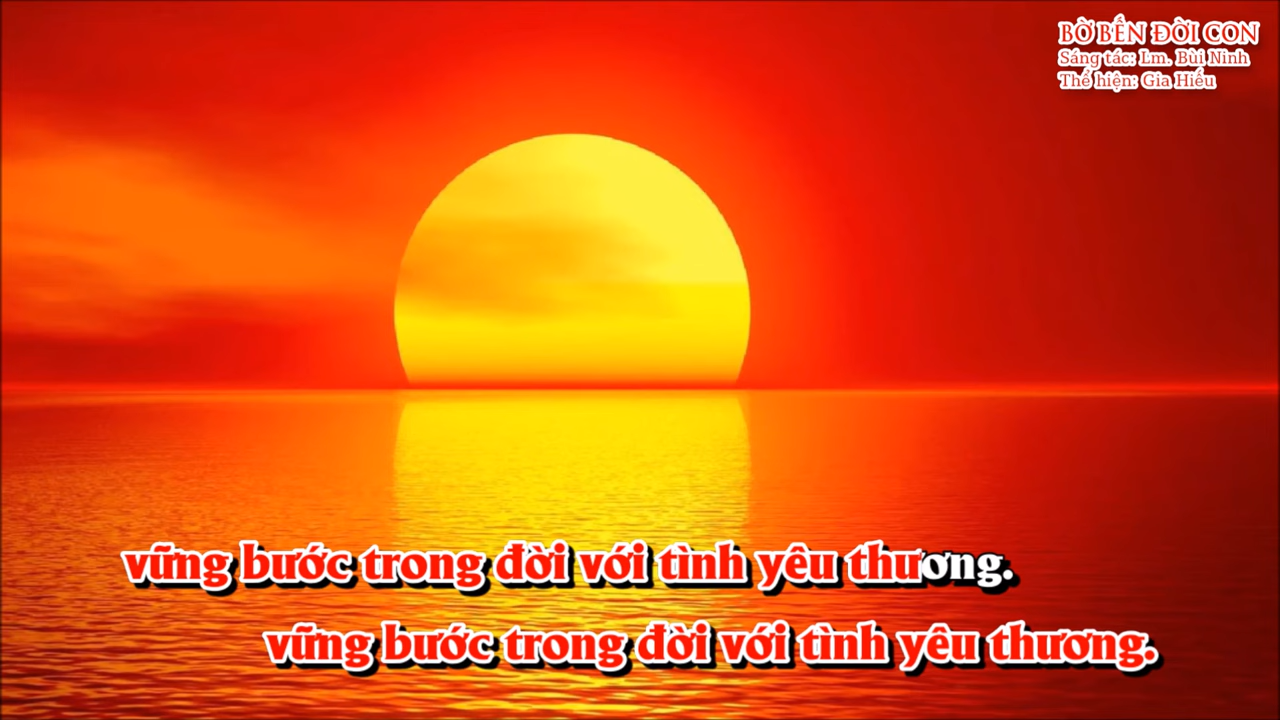 BỜ BẾN ĐỜI CON
Sáng tác: Lm. Bùi Ninh
Thể hiện: Gia Hiếu
vững bước trong đời với tình yêu thương.
vững bước trong đời với tình yêu thương.